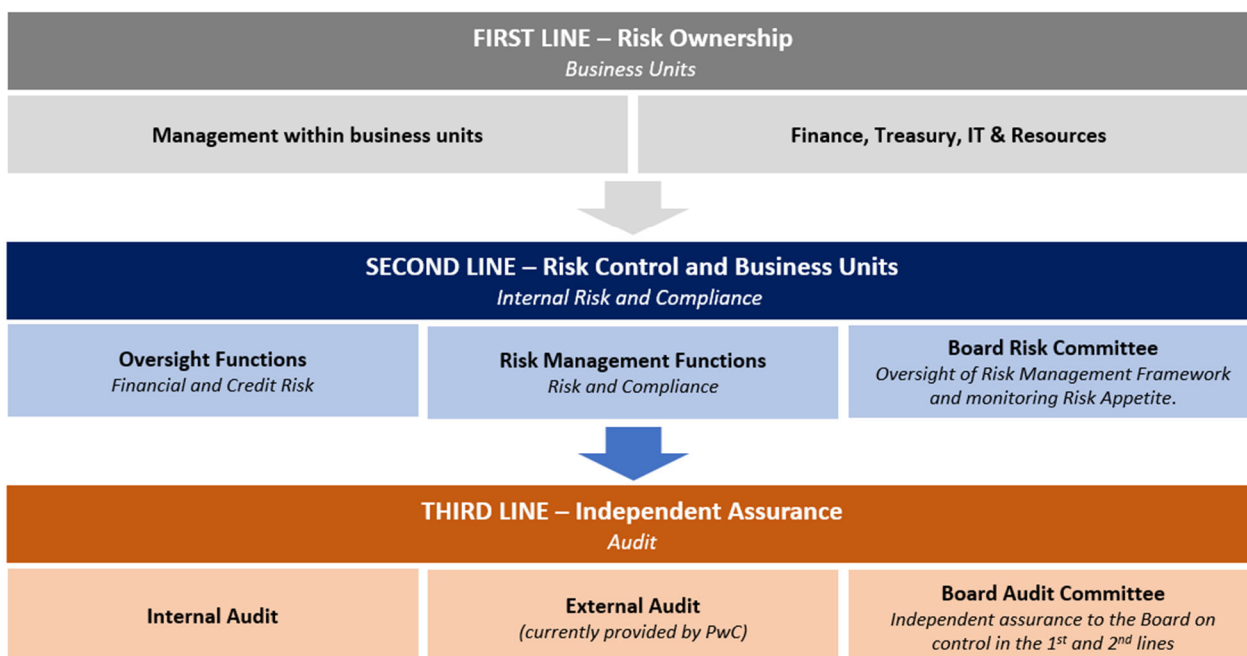 FIRST LINE – Risk Ownership
Business Units
Management within business units
Finance, Treasury, IT & Resources
SECOND LINE – Risk Control and Business Units
Internal Risk and Compliance
Oversight Functions
Financial and Credit Risk
Risk Management Functions
Risk and Compliance
Board Risk Committee
Oversight of Risk Management Framework
and monitoring Risk Appetite.
THIRD LINE – Independent Assurance
Audit
Internal Audit
External Audit
(currently provided by PwC)
Board Audit Committee
Independent assurance to the Board on
control in the 1st and 2nd lines